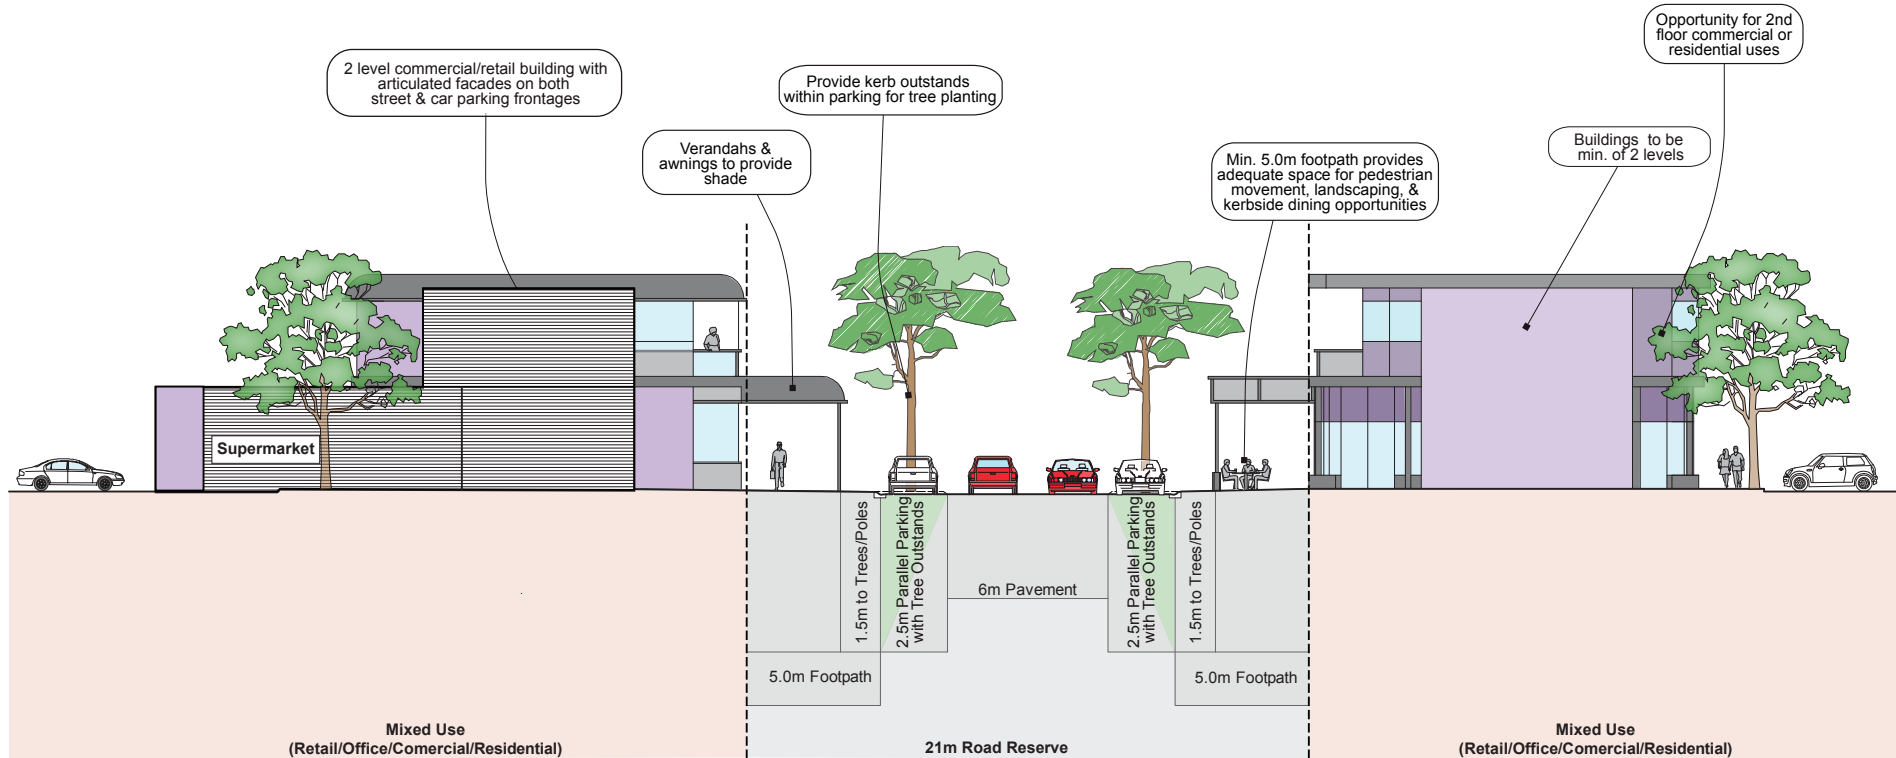 Opportunity for 2nd
floor commercial or
residential uses
2 level commercial/retail building with
articulated facades on both
street & car parking frontages
Provide kerb outstands
within parking for tree planting
Verandahs &
awnings to provide
shade
Min. 5.0m footpath provides
adequate space for pedestrian
movement, landscaping, &
kerbside dining opportunities
Buildings to be
min. of 2 levels
Supermarket
1.5m to Trees/Poles
2.5m Parallel Parking
with Tree Outstands
6m Pavement
2.5m Parallel Parking
with Tree Outstands
1.5m to Trees/Poles
5.0m Footpath
5.0m Footpath
Mixed Use
(Retail/Office/Comercial/Residential)
21m Road Reserve
Mixed Use
(Retail/Office/Comercial/Residential)